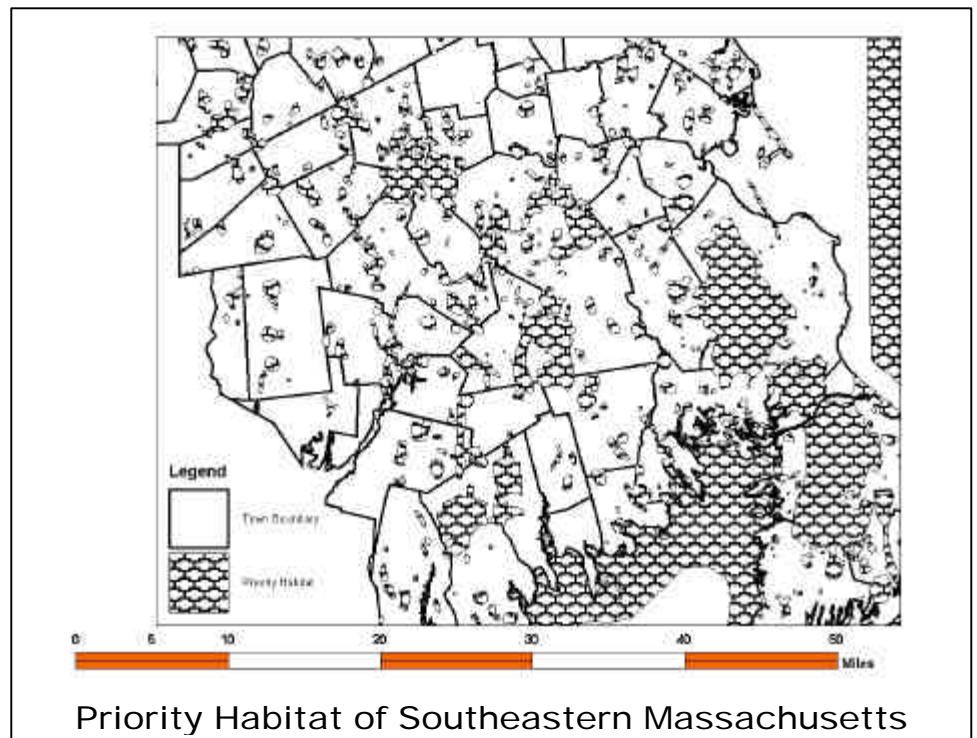 Legend
Town Boundary
Priority Habitat
0 5 10 20 30 40 50
Miles
Priority Habitat of Southeastern Massachusetts